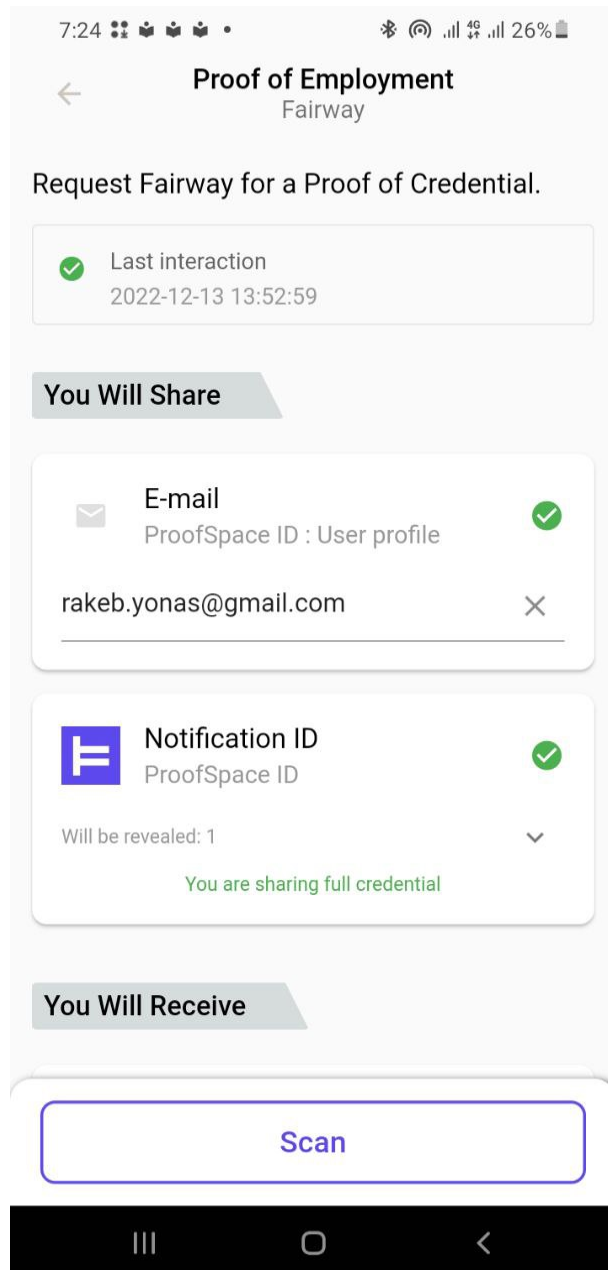 7:24 4G 26%
Proof of Employment
Fairway
Request Fairway for a Proof of Credential.
Last interaction
2022-12-13 13:52:59
You Will Share
E-mail
ProofSpace ID : User profile
rakeb.yonas@gmail.com
Notification ID
ProofSpace ID
Will be revealed: 1
You are sharing full credential
You Will Receive
Scan